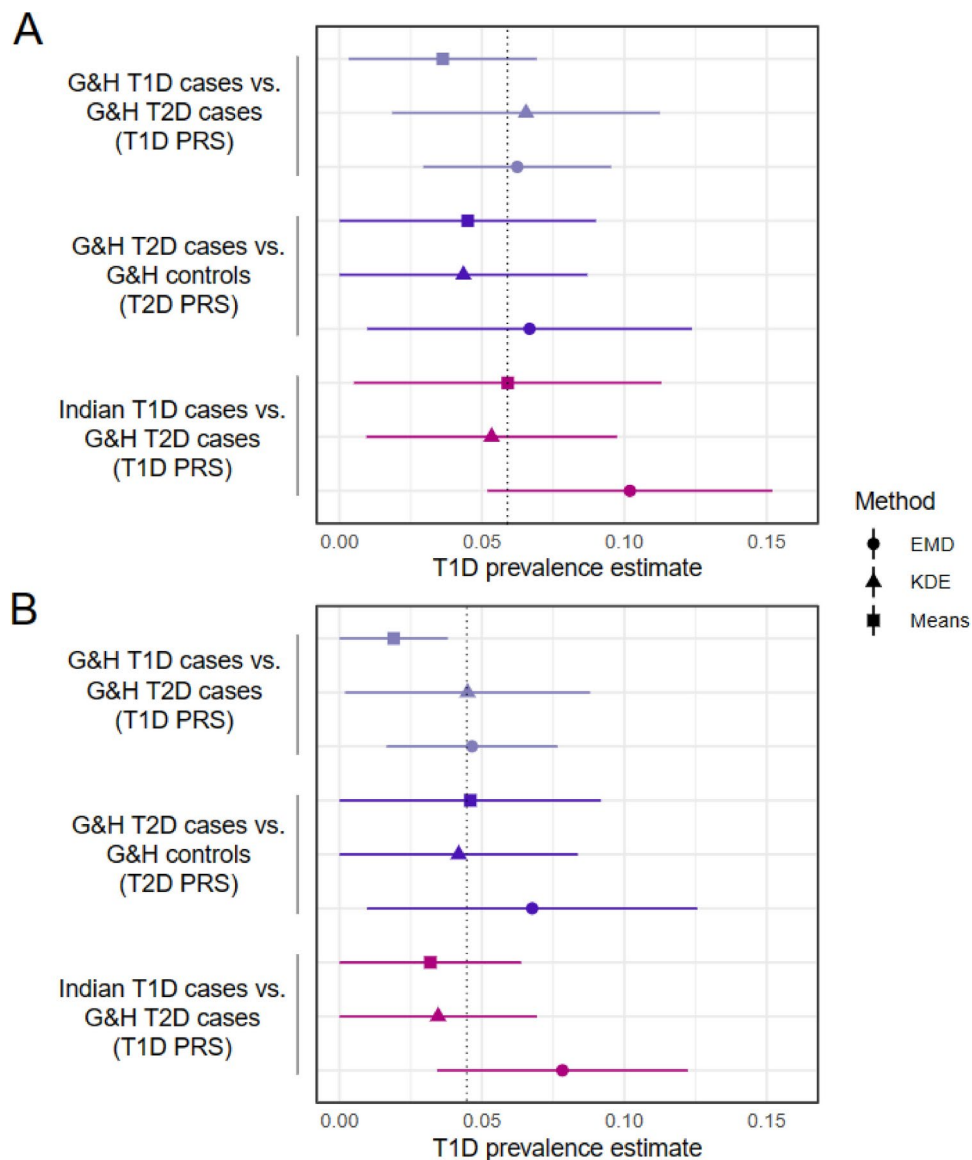 A
G&H T1D cases vs.
G&H T2D cases
(T1D PRS)
G&H T2D cases vs.
G&H controls
(T2D PRS)
Indian T1D cases vs.
G&H T2D cases
(T1D PRS)
0.00 0.05 0.10 0.15
T1D prevalence estimate
Method
EMD
KDE
Means
B
G&H T1D cases vs.
G&H T2D cases
(T1D PRS)
G&H T2D cases vs.
G&H controls
(T2D PRS)
Indian T1D cases vs.
G&H T2D cases
(T1D PRS)
0.00 0.05 0.10 0.15
T1D prevalence estimate